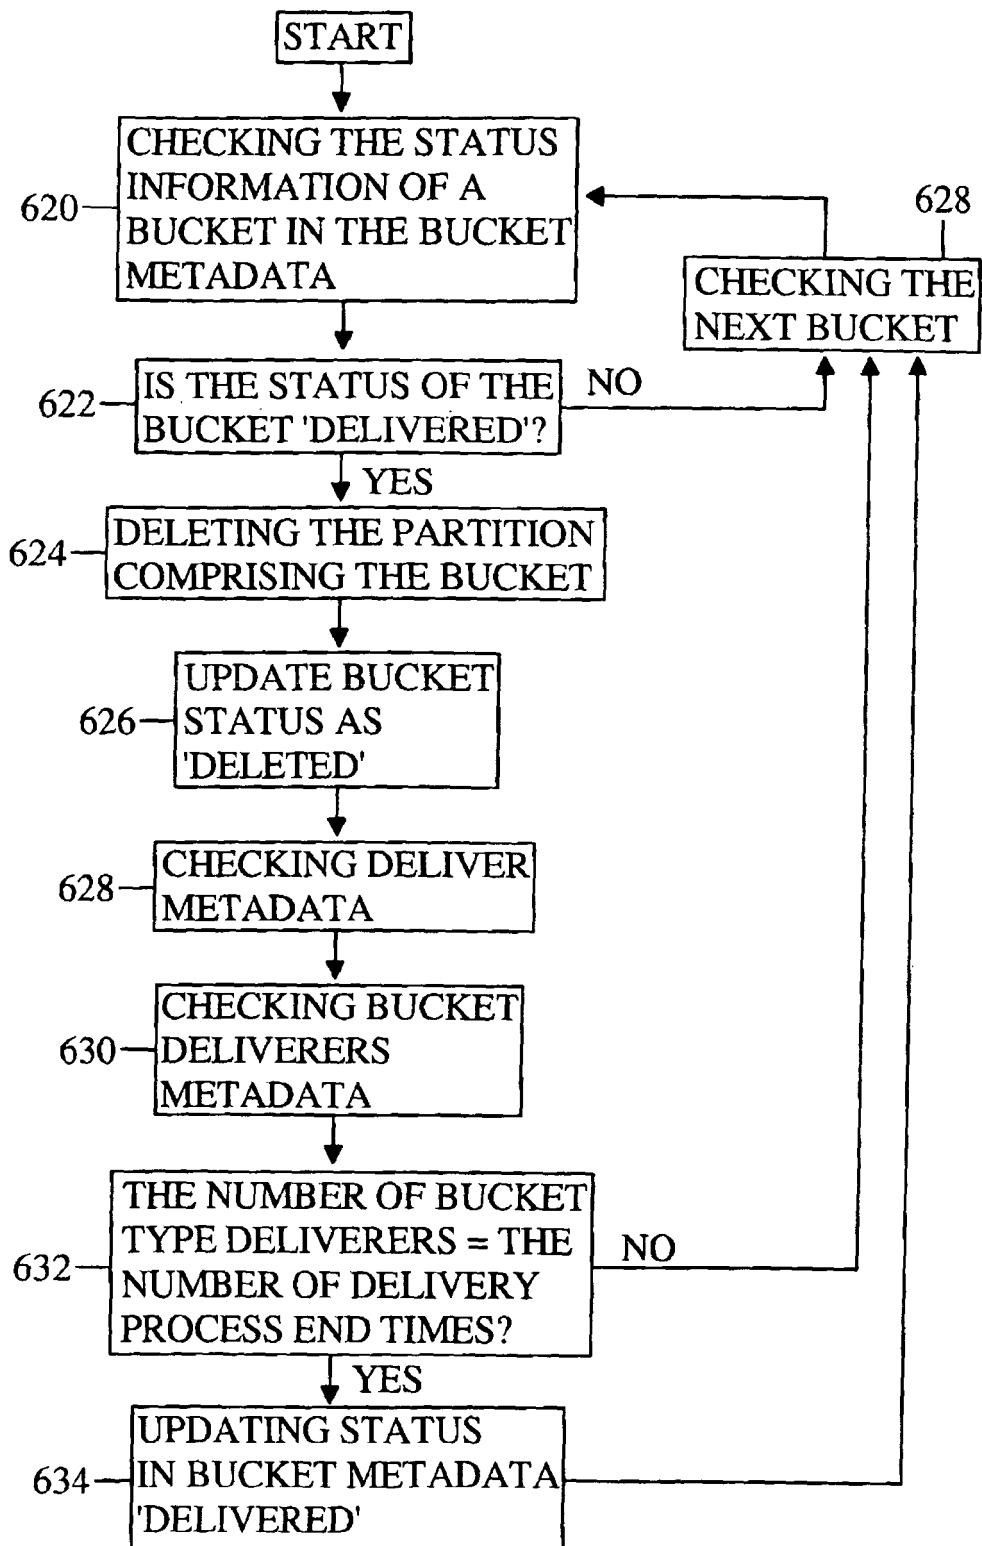 START
CHECKING THE STATUS
INFORMATION OF A
BUCKET IN THE BUCKET
METADATA
620
628
CHECKING THE
NEXT BUCKET
IS THE STATUS OF THE
BUCKET 'DELIVERED'?
622
NO
YES
DELETING THE PARTITION
COMPRISING THE BUCKET
624
UPDATE BUCKET
STATUS AS
'DELETED'
626
CHECKING DELIVER
METADATA
628
CHECKING BUCKET
DELIVERERS
METADATA
630
THE NUMBER OF BUCKET
TYPE DELIVERERS = THE
NUMBER OF DELIVERY
PROCESS END TIMES?
632
NO
YES
UPDATING STATUS
IN BUCKET METADATA
'DELIVERED'
634